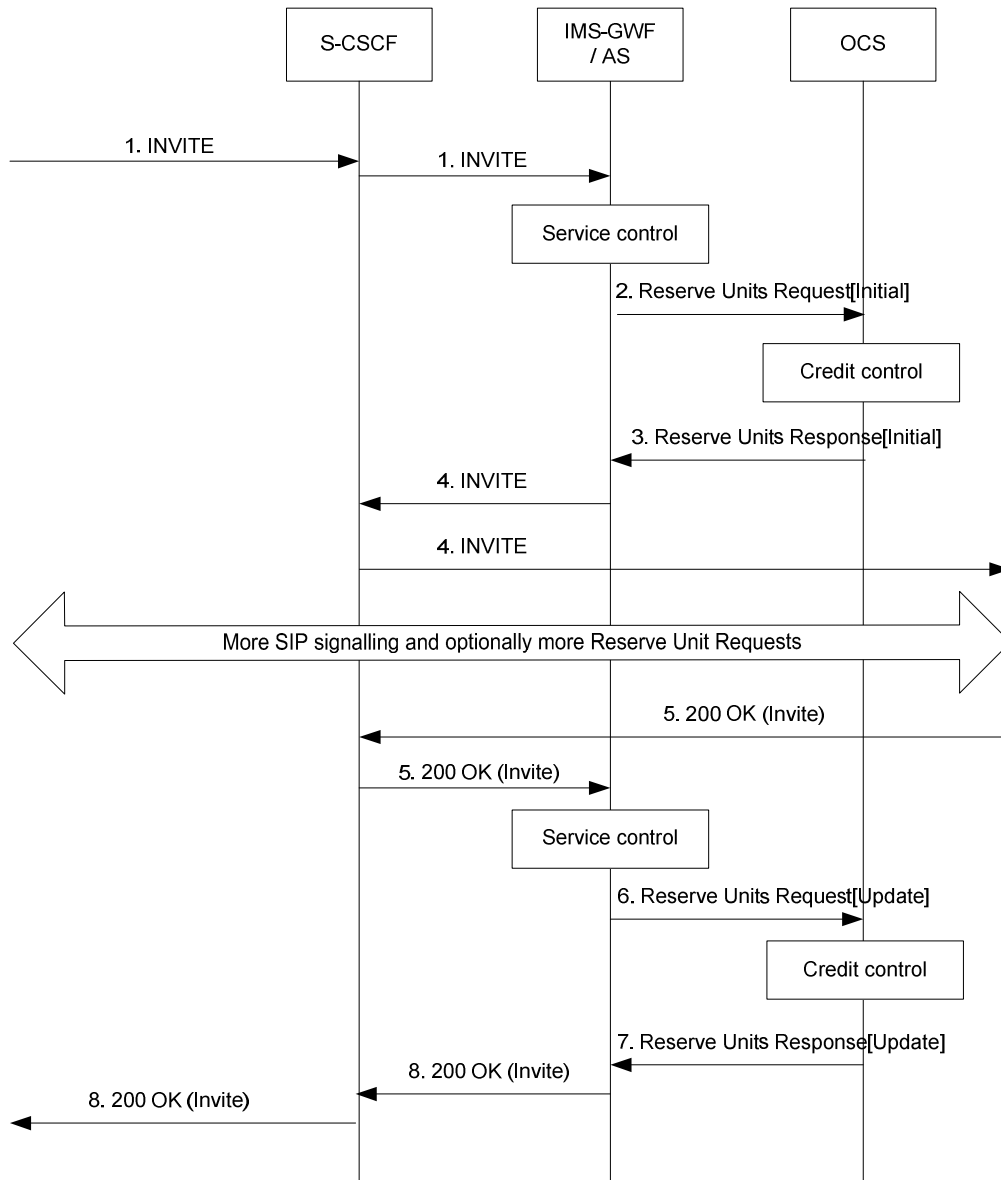 S-CSCF
IMS-GWF
/ AS
OCS
1. INVITE
1. INVITE
Service control
2. Reserve Units Request[Initial]
Credit control
3. Reserve Units Response[Initial]
4. INVITE
4. INVITE
More SIP signalling and optionally more Reserve Unit Requests
5. 200 OK (Invite)
5. 200 OK (Invite)
Service control
6. Reserve Units Request[Update]
Credit control
7. Reserve Units Response[Update]
8. 200 OK (Invite)
8. 200 OK (Invite)